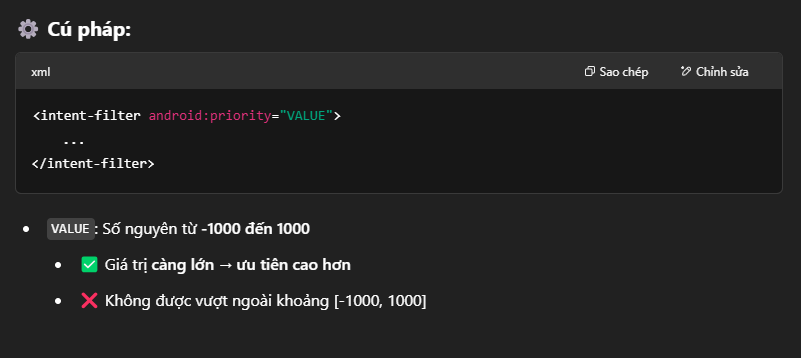 ⚙️ Cú pháp:
xml Sao chép Chỉnh sửa
<intent-filter android:priority="VALUE">
...
</intent-filter>
• VALUE: Số nguyên từ -1000 đến 1000
• ✅ Giá trị càng lớn → ưu tiên cao hơn
• ❌ Không được vượt ngoài khoảng [-1000, 1000]